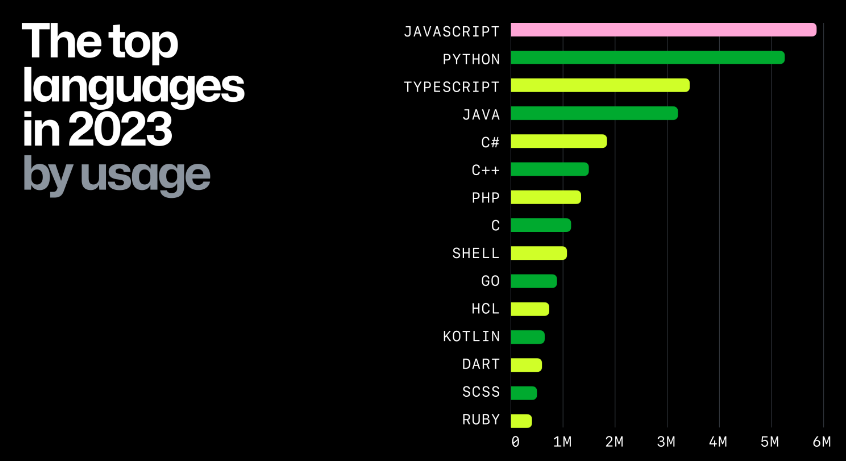 The top
languages
in 2023
by usage
JAVASCRIPT
PYTHON
TYPESCRIPT
JAVA
C#
C++
PHP
C
SHELL
GO
HCL
KOTLIN
DART
SCSS
RUBY
0 1M 2M 3M 4M 5M 6M